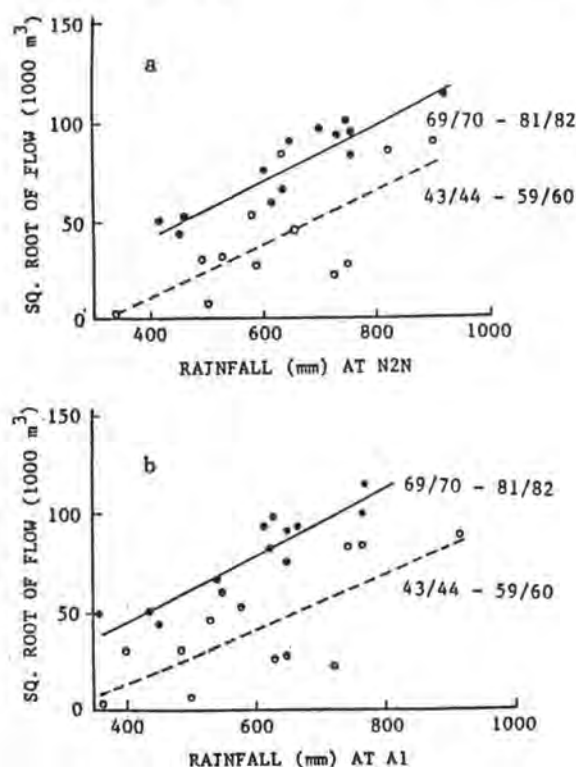 a
SQ. ROOT OF FLOW (1000 m³)
150
100
50
0
69/70 - 81/82
43/44 - 59/60
400 600 800 1000
RAINFALL (mm) AT N2N
b
SQ. ROOT OF FLOW (1000 m³)
150
100
50
0
69/70 - 81/82
43/44 - 59/60
400 600 800 1000
RAINFALL (mm) AT A1